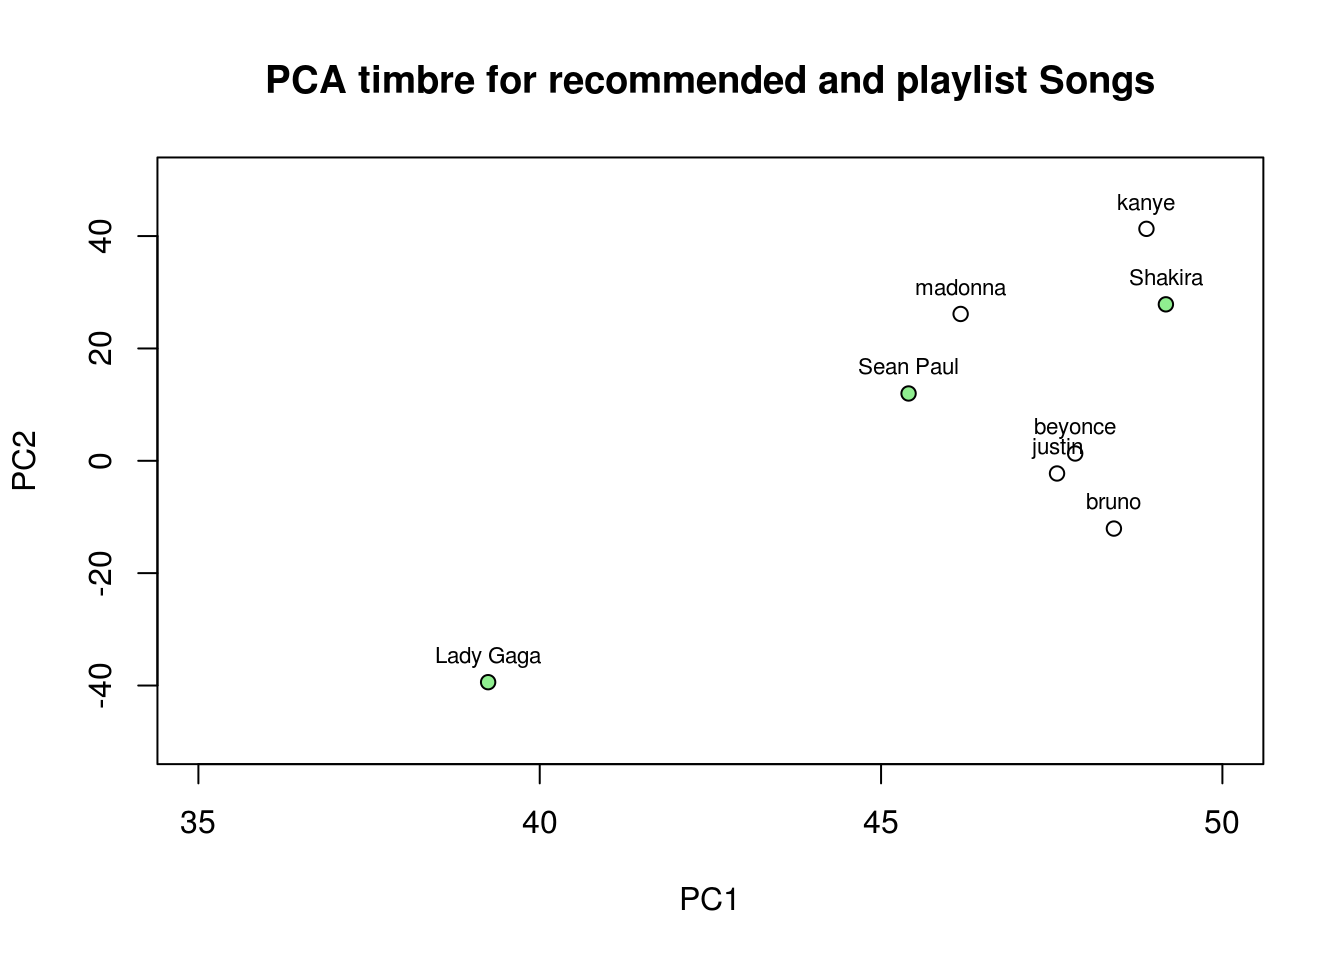 PCA timbre for recommended and playlist Songs
kanye
Shakira
madonna
Sean Paul
beyonce
justin
bruno
Lady Gaga
40
20
0
-20
-40
PC2
35 40 45 50
PC1